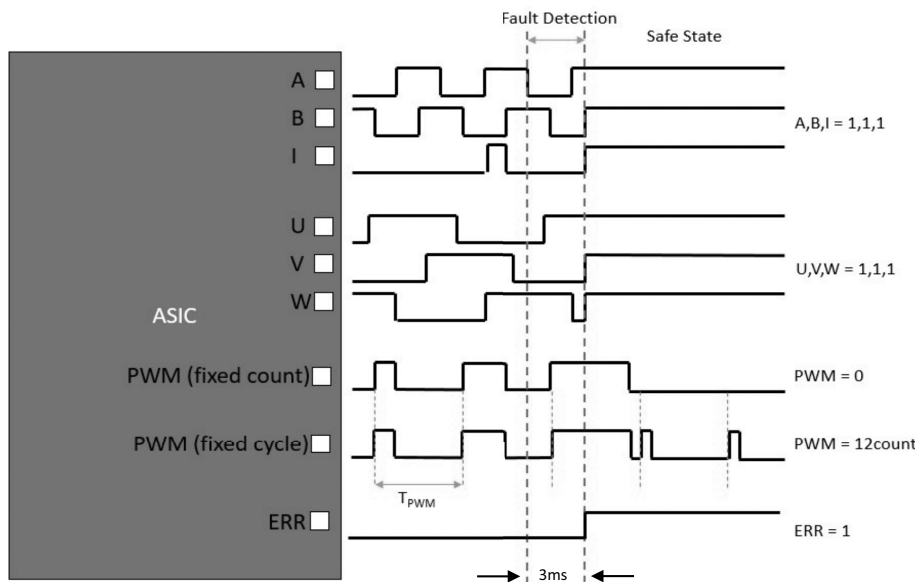 Fault Detection
Safe State
A
B
A,B,I = 1,1,1
I
U
V
U,V,W = 1,1,1
W
ASIC
PWM (fixed count)
PWM = 0
PWM (fixed cycle)
PWM = 12count
TPWM
ERR
ERR = 1
3ms